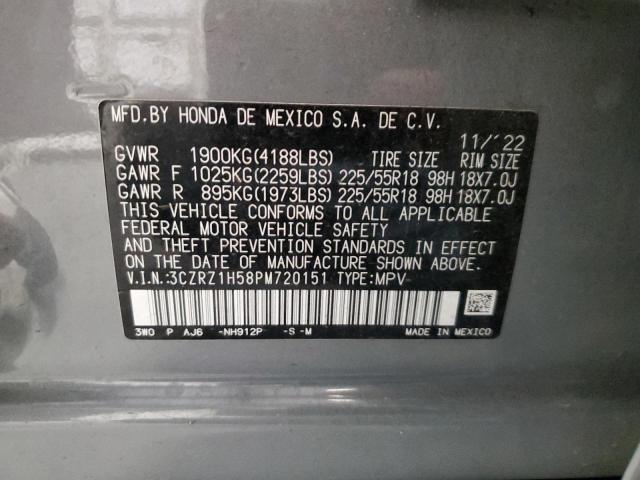 MFD.BY HONDA DE MEXICO S.A. DE C.V.
11/'22
GVWR 1900KG(4188LBS) TIRE SIZE RIM SIZE
GAWR F 1025KG(2259LBS) 225/55R18 98H 18X7.0J
GAWR R 895KG(1973LBS) 225/55R18 98H 18X7.0J
THIS VEHICLE CONFORMS TO ALL APPLICABLE
FEDERAL MOTOR VEHICLE SAFETY
AND THEFT PREVENTION STANDARDS IN EFFECT
ON THE DATE OF MANUFACTURE SHOWN ABOVE.
V.I.N.:3CZRZ1H58PM720151 TYPE:MPV
3WO P AJ6 -NH912P -S-M MADE IN MEXICO